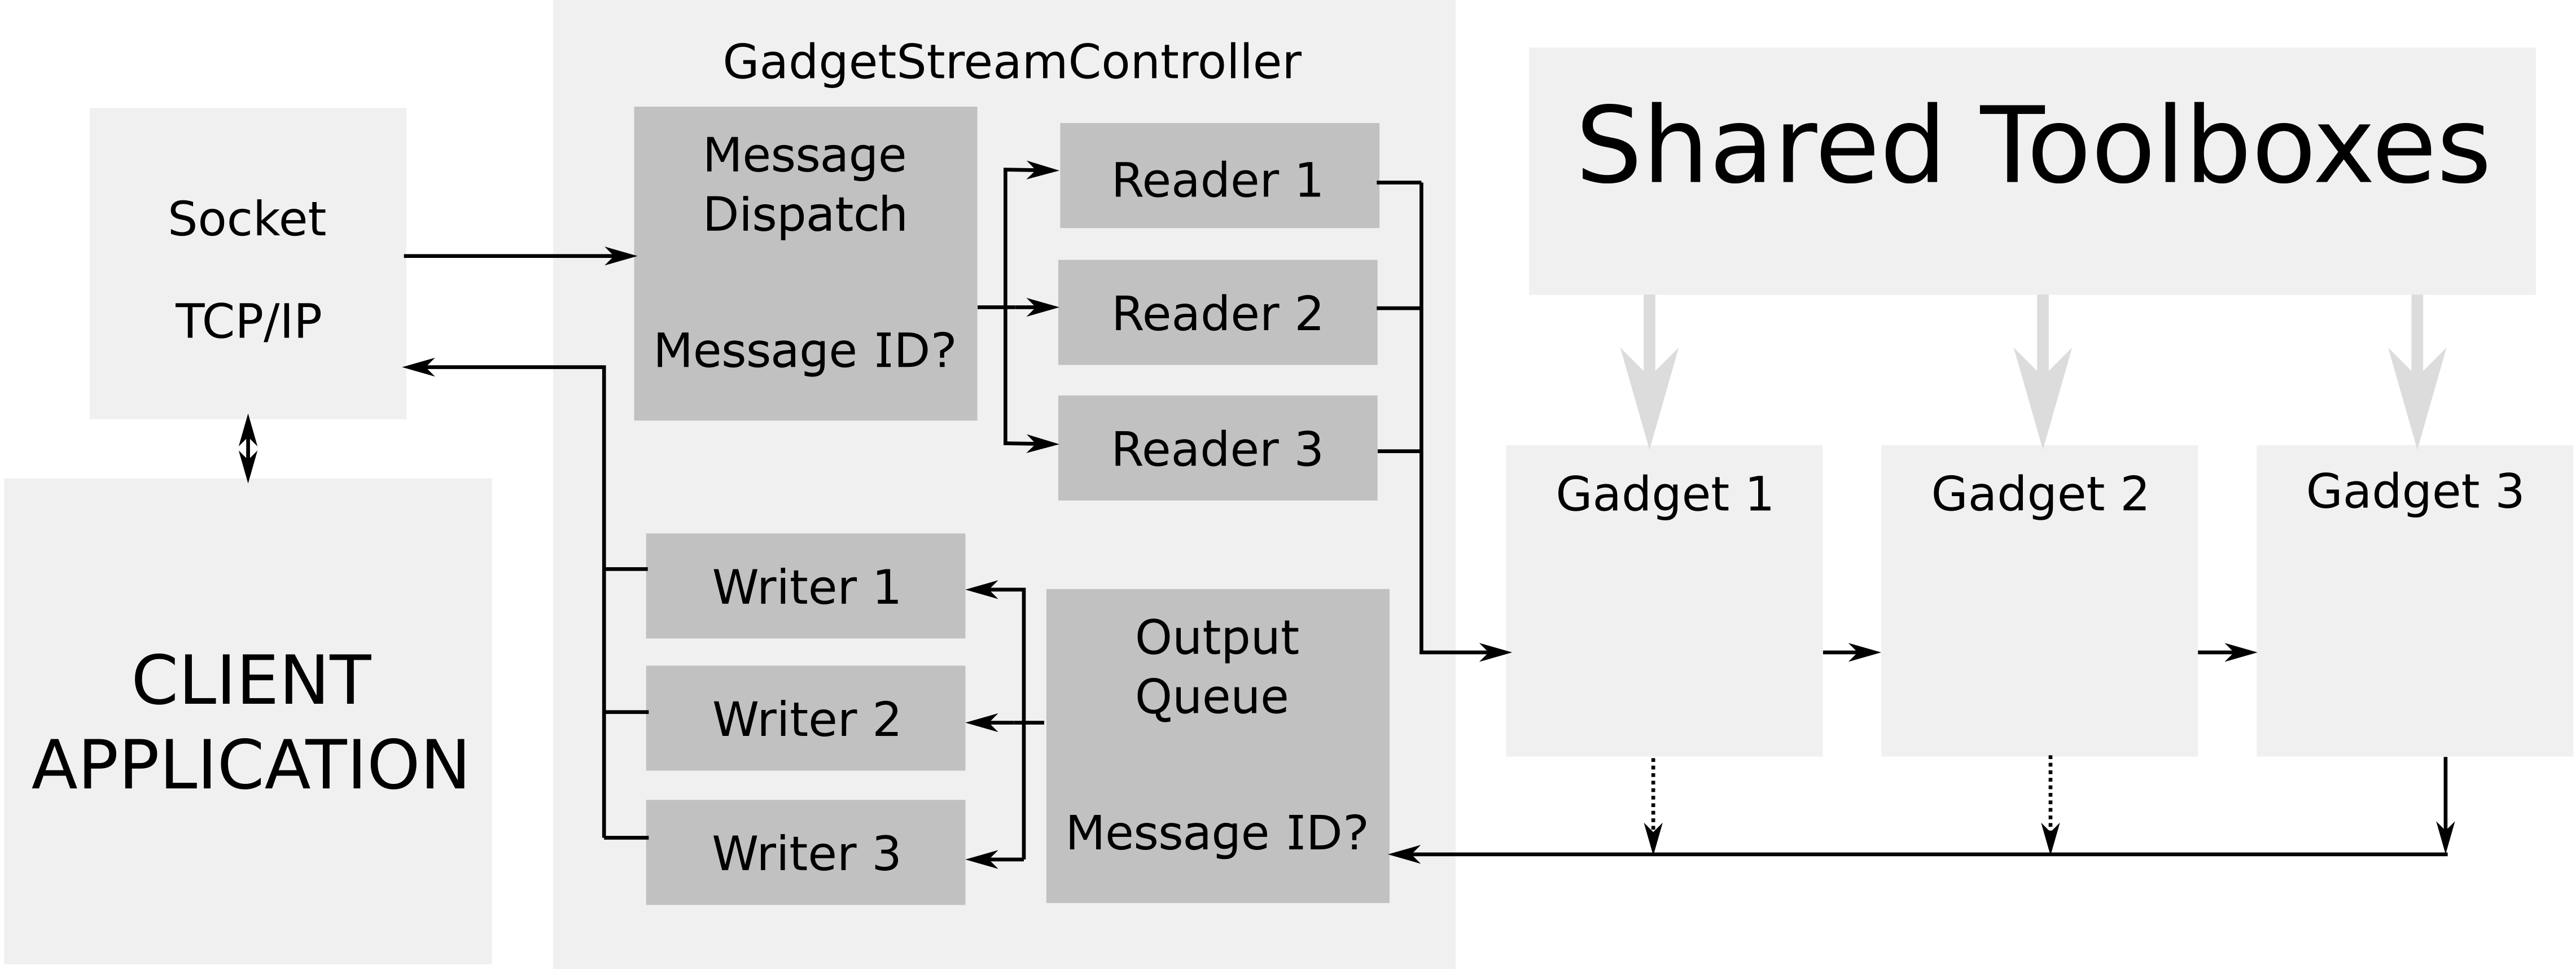 GadgetStreamController
Socket
TCP/IP
CLIENT
APPLICATION
Message
Dispatch
Message ID?
Reader 1
Reader 2
Reader 3
Writer 1
Writer 2
Writer 3
Output
Queue
Message ID?
Shared Toolboxes
Gadget 1
Gadget 2
Gadget 3